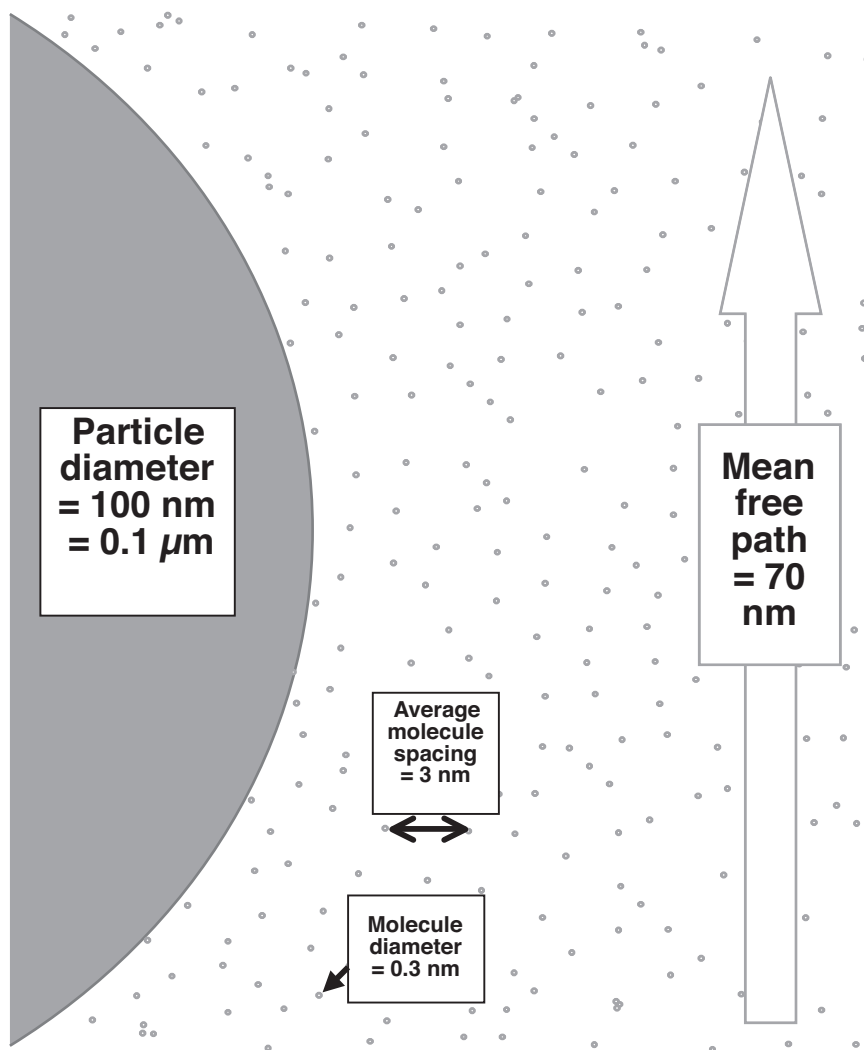 Particle
diameter
= 100 nm
= 0.1 µm
Mean
free
path
= 70
nm
Average
molecule
spacing
= 3 nm
Molecule
diameter
= 0.3 nm